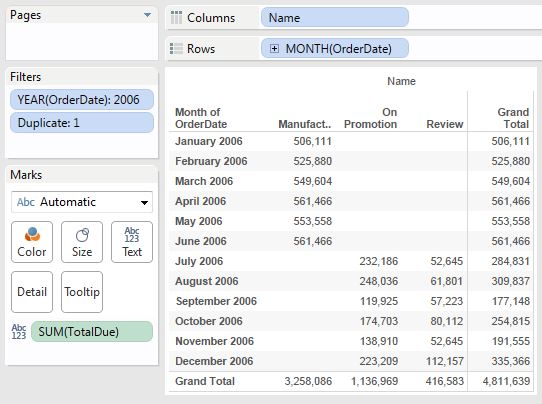 Pages
Columns Name
Rows MONTH(OrderDate)
Filters
YEAR(OrderDate): 2006
Duplicate: 1
Marks
Abc Automatic
Color Size Abc 123 Text
Detail Tooltip
Abc 123 SUM(TotalDue)
Name
Month of OrderDate Manufact.. On Promotion Review Grand Total
January 2006 506,111 506,111
February 2006 525,880 525,880
March 2006 549,604 549,604
April 2006 561,466 561,466
May 2006 553,558 553,558
June 2006 561,466 561,466
July 2006 232,186 52,645 284,831
August 2006 248,036 61,801 309,837
September 2006 119,925 57,223 177,148
October 2006 174,703 80,112 254,815
November 2006 138,910 52,645 191,555
December 2006 223,209 112,157 335,366
Grand Total 3,258,086 1,136,969 416,583 4,811,639